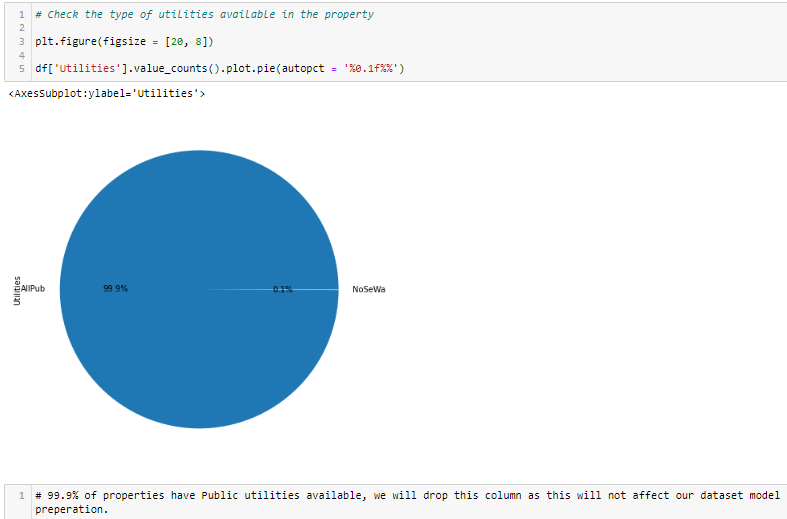 1 # Check the type of utilities available in the property
2
3 plt.figure(figsize = [20, 8])
4
5 df['Utilities'].value_counts().plot.pie(autopct = '%0.1f%%')
<AxesSubplot:ylabel='Utilities'>
Utilities
AllPub
99.9%
0.1%
NoSeWa
1 # 99.9% of properties have Public utilities available, we will drop this column as this will not affect our dataset model
preperation.